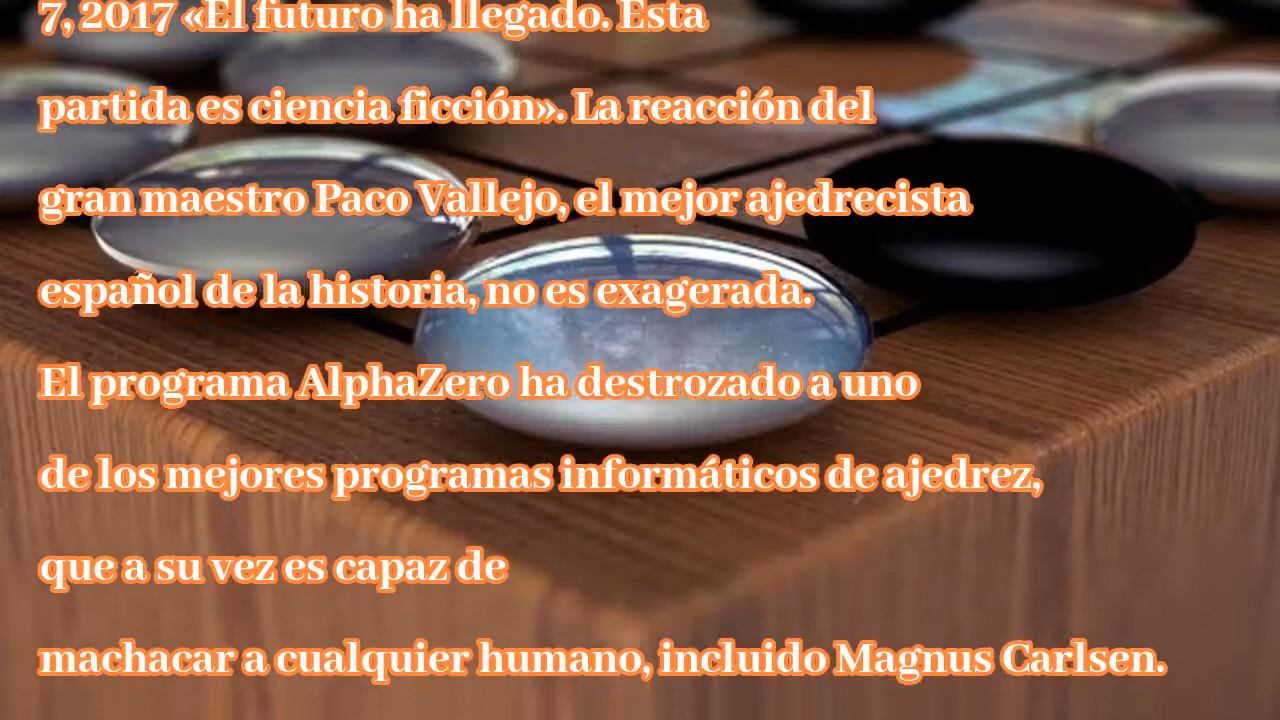 7, 2017 «El futuro ha llegado. Esta
partida es ciencia ficción». La reacción del
gran maestro Paco Vallejo, el mejor ajedrecista
español de la historia, no es exagerada.
El programa AlphaZero ha destrozado a uno
de los mejores programas informáticos de ajedrez,
que a su vez es capaz de
machacar a cualquier humano, incluido Magnus Carlsen.